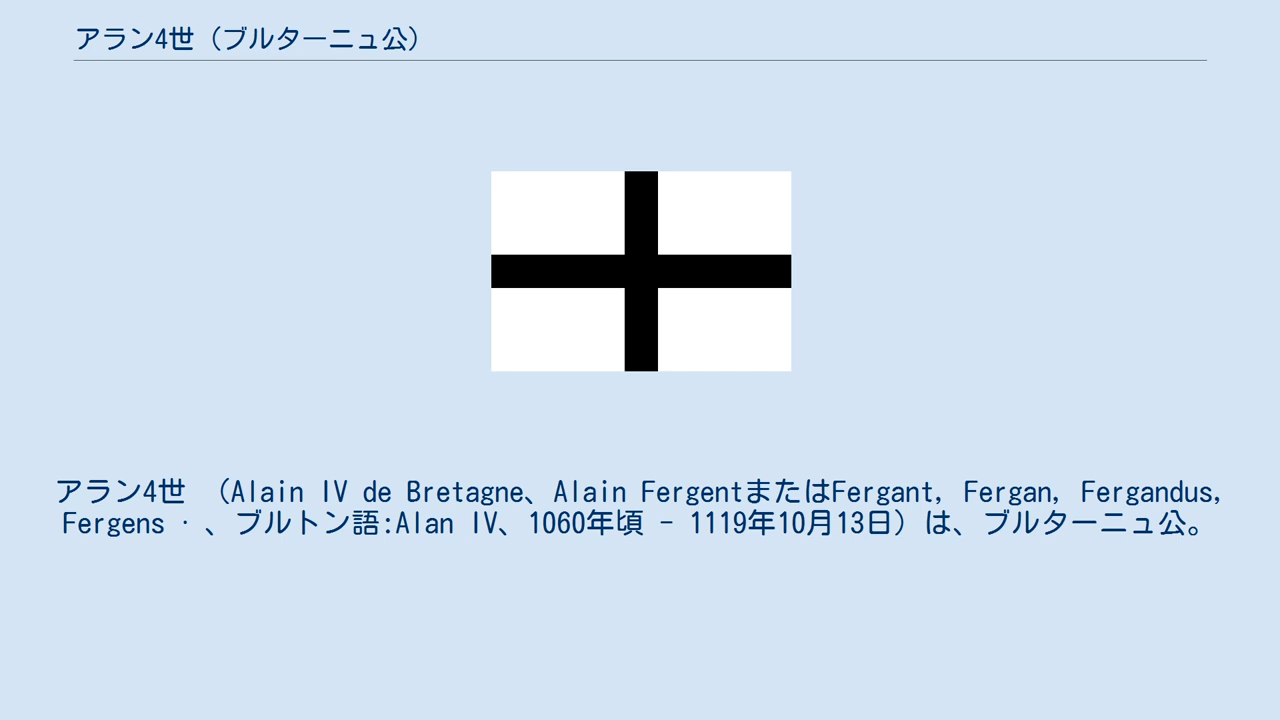 アラン4世（ブルターニュ公）
アラン4世 （Alain IV de Bretagne、Alain FergentまたはFergant, Fergan, Fergandus,
Fergens · 、ブルトン語:Alan IV、1060年頃 - 1119年10月13日）は、ブルターニュ公。